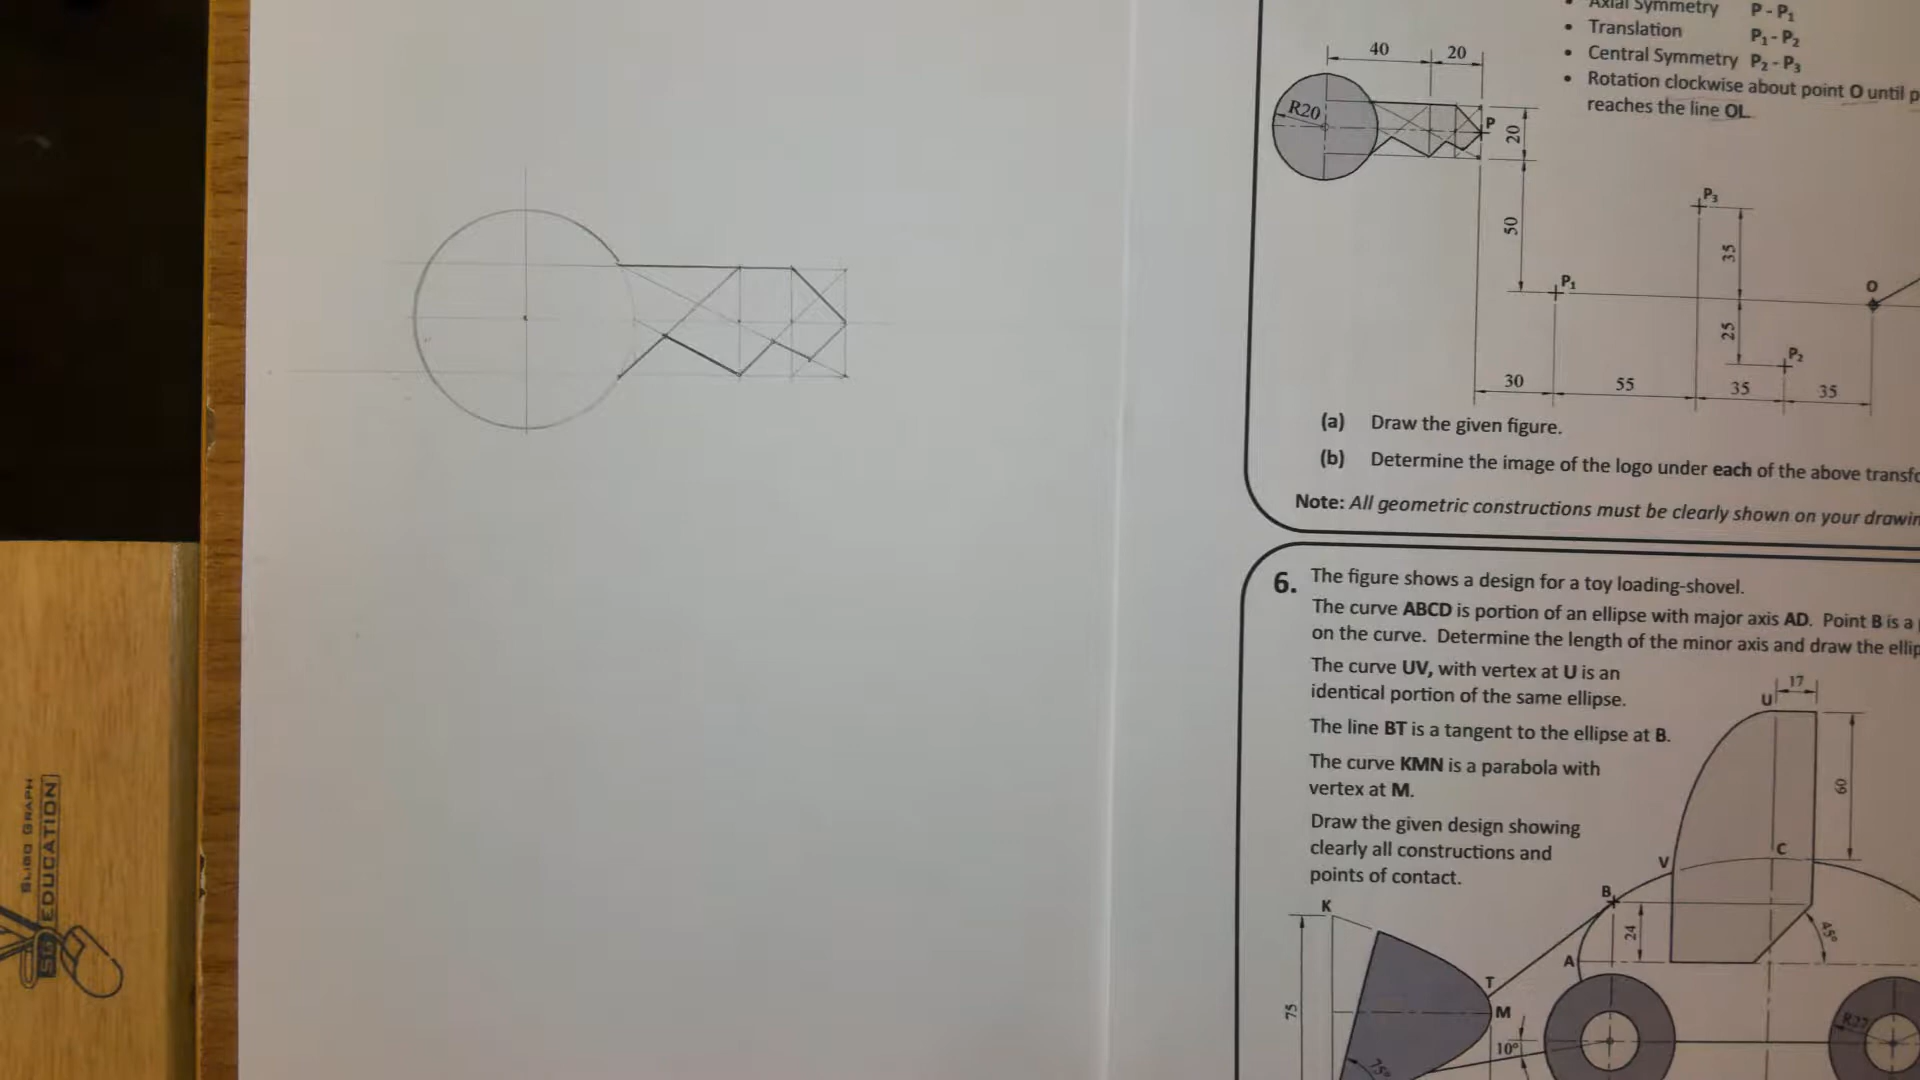 • Axial Symmetry P - P₁
• Translation P₁ - P₂
• Central Symmetry P₂ - P₃
• Rotation clockwise about point O until
reaches the line OL
40
20
R20
P
20
50
P₃
35
P₁
O
25
P₂
30
55
35
35
(a) Draw the given figure.
(b) Determine the image of the logo under each of the above
Note: All geometric constructions must be clearly shown on your
6. The figure shows a design for a toy loading-shovel.
The curve ABCD is portion of an ellipse with major axis AD. Point B is a
on the curve. Determine the length of the minor axis and draw the
The curve UV, with vertex at U is an
identical portion of the same ellipse.
The line BT is a tangent to the ellipse at B.
The curve KMN is a parabola with
vertex at M.
Draw the given design showing
clearly all constructions and
points of contact.
17
U
60
C
V
B
24
45°
A
K
T
M
75
10°
75°
SLIGO GRAPH
EDUCATION